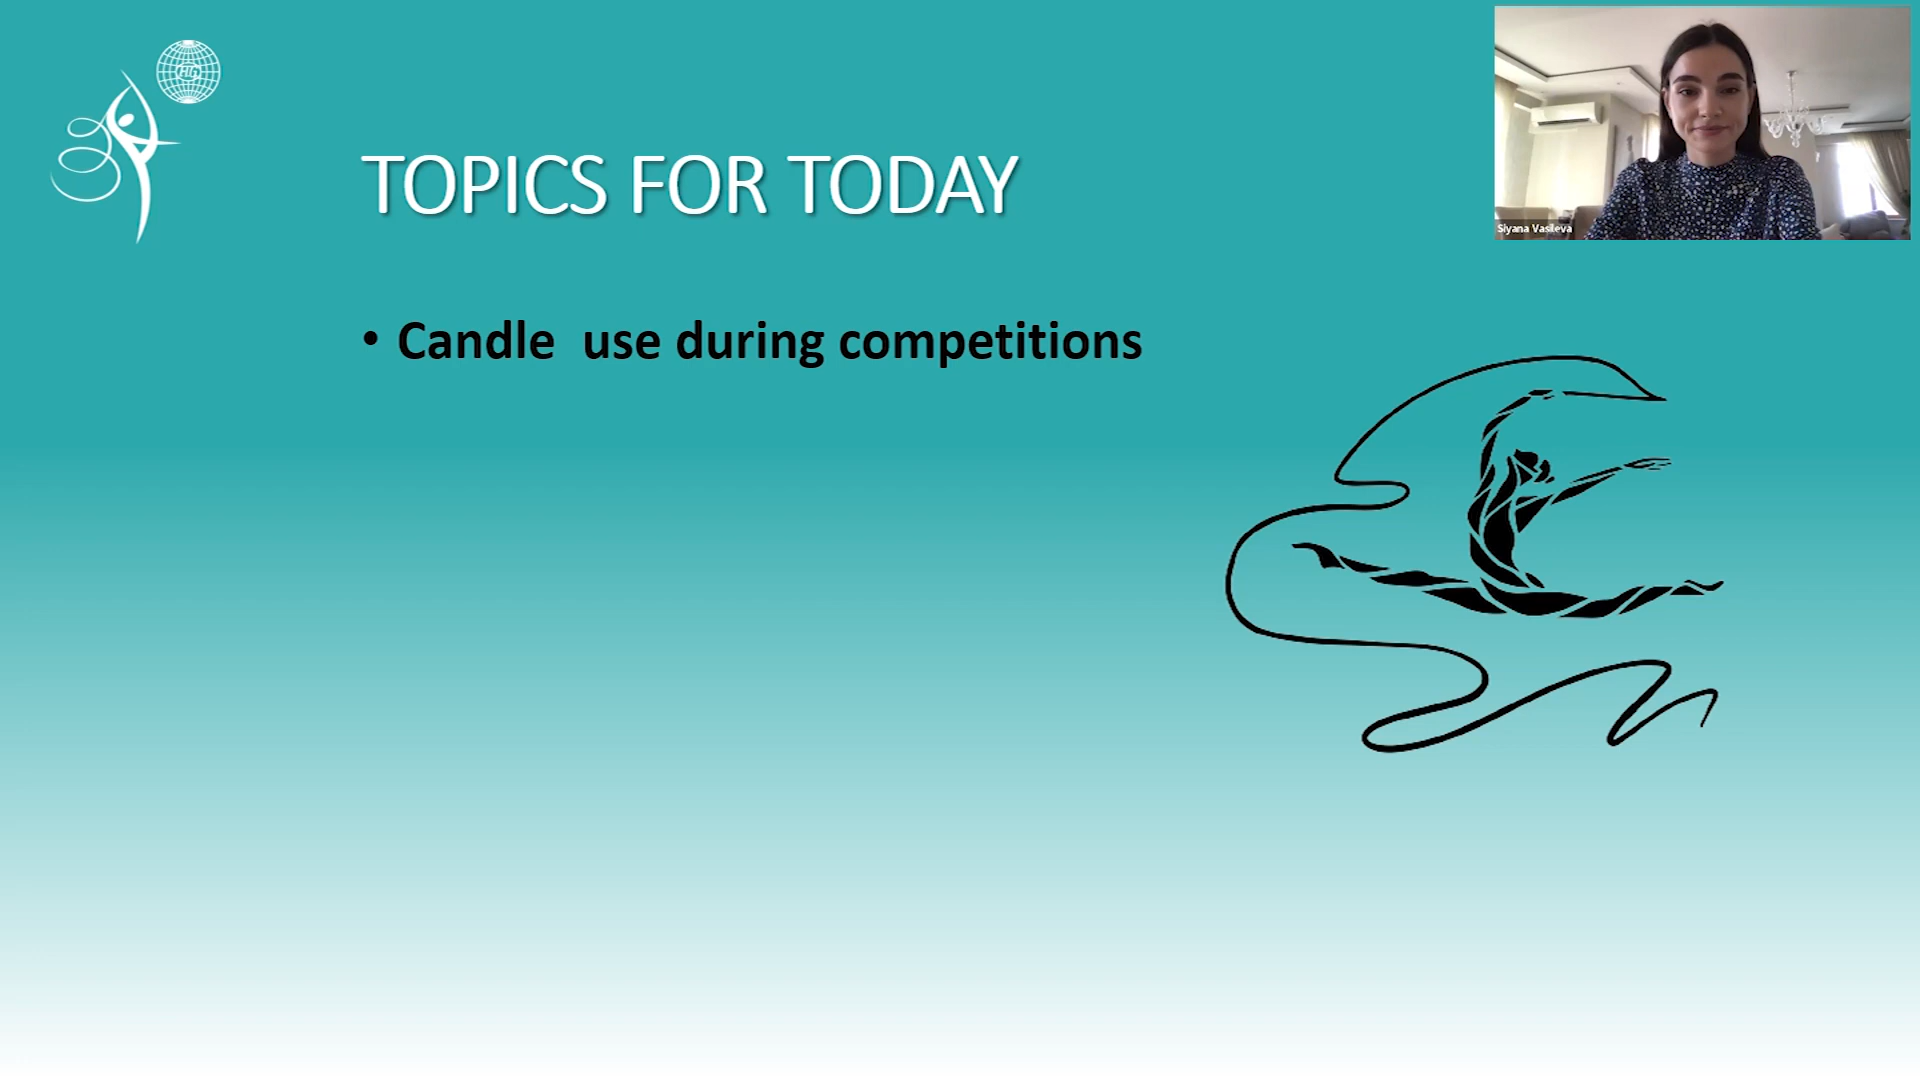 TOPICS FOR TODAY
• Candle use during competitions
Siyana Vasileva